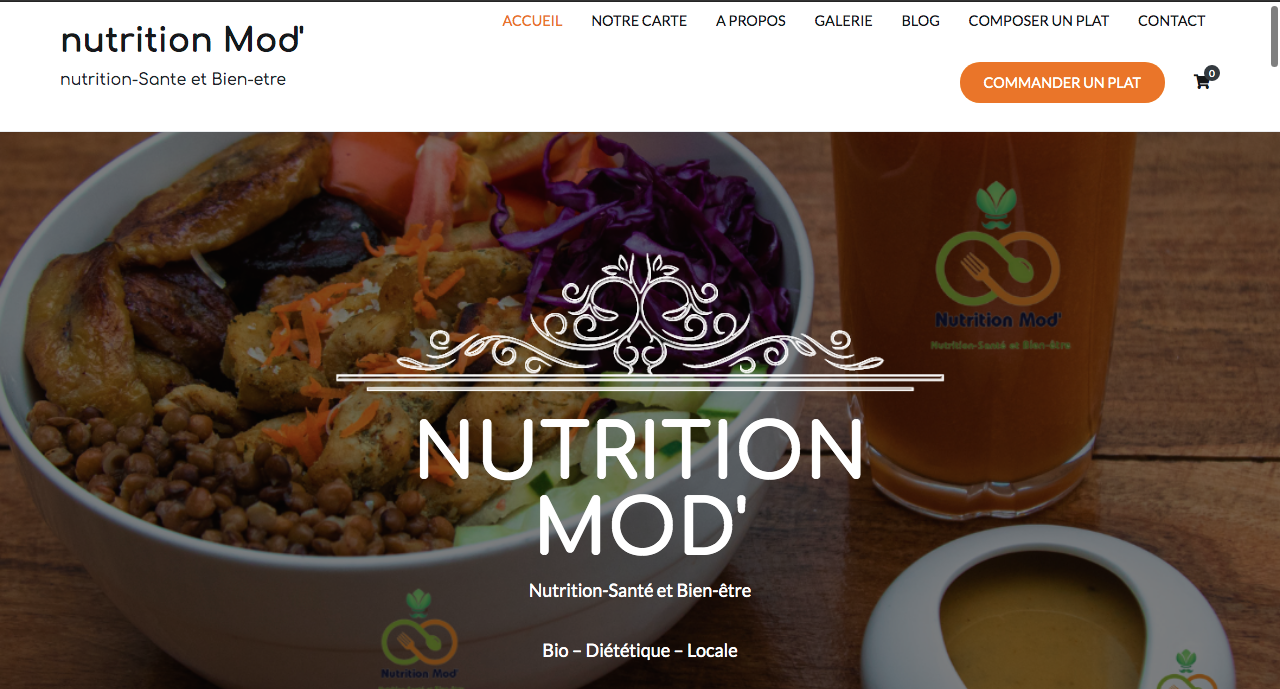 nutrition Mod'
nutrition-Sante et Bien-etre
ACCUEIL NOTRE CARTE A PROPOS GALERIE BLOG COMPOSER UN PLAT CONTACT
COMMANDER UN PLAT
0
Nutrition Mod'
Nutrition-Santé et Bien-être
NUTRITION
MOD'
Nutrition-Santé et Bien-être
Bio – Diététique – Locale
Nutrition Mod'